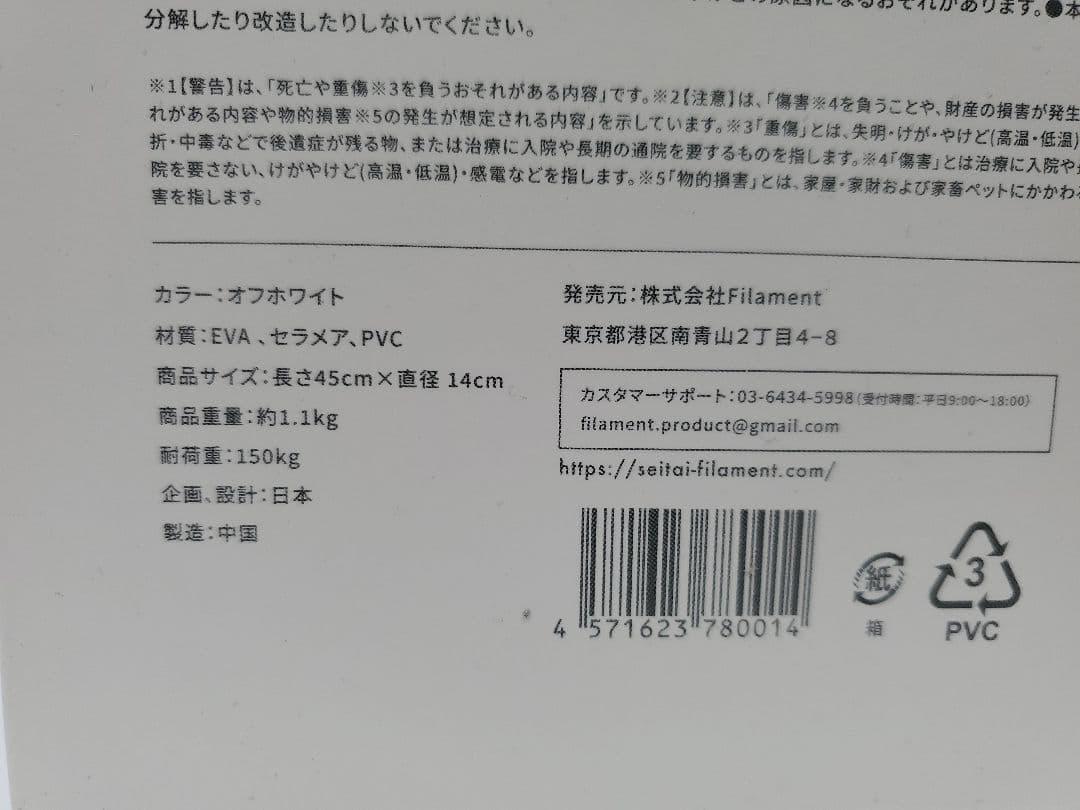 分解したり改造したりしないでください。
おそれがあります。●本
※1【警告】は、「死亡や重傷※3を負うおそれがある内容」です。※2【注意】は、「傷害※4を負うことや、財産の損害が発生
れがある内容や物的損害※5の発生が想定される内容」を示しています。※3「重傷」とは、失明・けが・やけど(高温・低温)
折・中毒などで後遺症が残る物、または治療に入院や長期の通院を要するものを指します。※4「傷害」とは治療に入院や
院を要さない、けがやけど(高温・低温)・感電などを指します。※5「物的損害」とは、家屋・家財および家畜ペットにかかわる
害を指します。
カラー：オフホワイト
材質：EVA 、セラメア、PVC
商品サイズ：長さ45cm×直径 14cm
商品重量：約1.1kg
耐荷重：150kg
企画、設計：日本
製造：中国
発売元：株式会社Filament
東京都港区南青山2丁目4-8
カスタマーサポート：03-6434-5998(受付時間：平日9:00～18:00)
filament.product@gmail.com
https://seitai-filament.com/
4 571623 780014
紙
箱
3
PVC